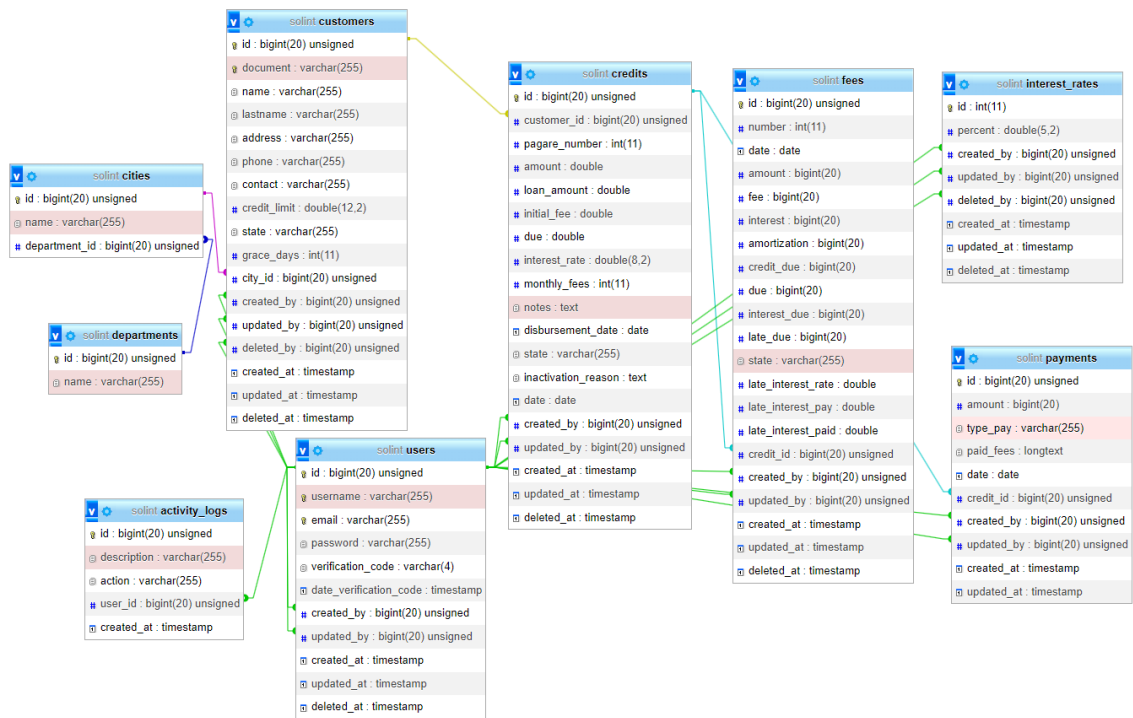 solint customers
id : bigint(20) unsigned
document : varchar(255)
name : varchar(255)
lastname : varchar(255)
address : varchar(255)
phone : varchar(255)
contact : varchar(255)
credit_limit : double(12,2)
state : varchar(255)
grace_days : int(11)
city_id : bigint(20) unsigned
created_by : bigint(20) unsigned
updated_by : bigint(20) unsigned
deleted_by : bigint(20) unsigned
created_at : timestamp
updated_at : timestamp
deleted_at : timestamp
solint cities
id : bigint(20) unsigned
name : varchar(255)
department_id : bigint(20) unsigned
solint departments
id : bigint(20) unsigned
name : varchar(255)
solint activity_logs
id : bigint(20) unsigned
description : varchar(255)
action : varchar(255)
user_id : bigint(20) unsigned
created_at : timestamp
solint users
id : bigint(20) unsigned
username : varchar(255)
email : varchar(255)
password : varchar(255)
verification_code : varchar(4)
date_verification_code : timestamp
created_by : bigint(20) unsigned
updated_by : bigint(20) unsigned
created_at : timestamp
updated_at : timestamp
deleted_at : timestamp
solint credits
id : bigint(20) unsigned
customer_id : bigint(20) unsigned
pagare_number : int(11)
amount : double
loan_amount : double
initial_fee : double
due : double
interest_rate : double(8,2)
monthly_fees : int(11)
notes : text
disbursement_date : date
state : varchar(255)
inactivation_reason : text
date : date
created_by : bigint(20) unsigned
updated_by : bigint(20) unsigned
created_at : timestamp
updated_at : timestamp
deleted_at : timestamp
solint fees
id : bigint(20) unsigned
number : int(11)
date : date
amount : bigint(20)
fee : bigint(20)
interest : bigint(20)
amortization : bigint(20)
credit_due : bigint(20)
due : bigint(20)
interest_due : bigint(20)
late_due : bigint(20)
state : varchar(255)
late_interest_rate : double
late_interest_pay : double
late_interest_paid : double
credit_id : bigint(20) unsigned
created_by : bigint(20) unsigned
updated_by : bigint(20) unsigned
created_at : timestamp
updated_at : timestamp
deleted_at : timestamp
solint interest_rates
id : int(11)
percent : double(5,2)
created_by : bigint(20) unsigned
updated_by : bigint(20) unsigned
deleted_by : bigint(20) unsigned
created_at : timestamp
updated_at : timestamp
deleted_at : timestamp
solint payments
id : bigint(20) unsigned
amount : bigint(20)
type_pay : varchar(255)
paid_fees : longtext
date : date
credit_id : bigint(20) unsigned
created_by : bigint(20) unsigned
updated_by : bigint(20) unsigned
created_at : timestamp
updated_at : timestamp